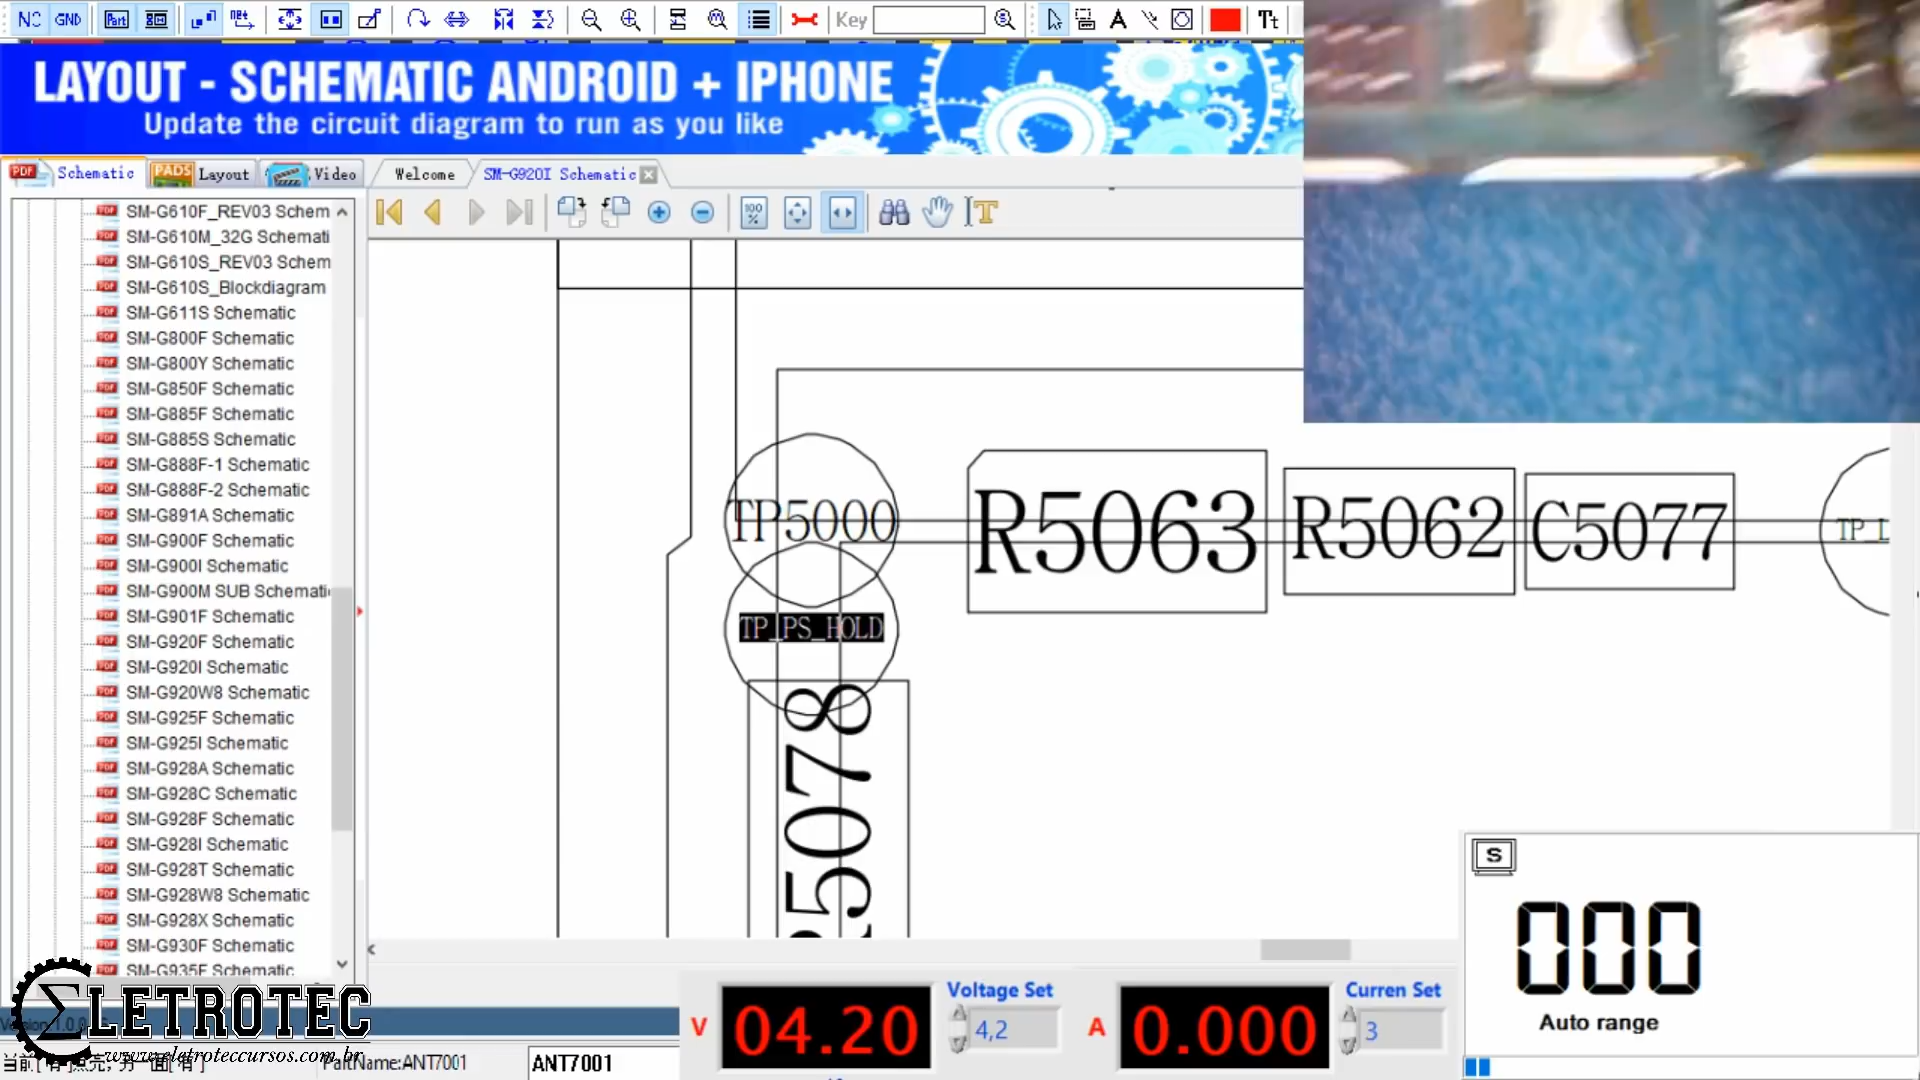 NC GND Part net Key Tt
LAYOUT - SCHEMATIC ANDROID + IPHONE
Update the circuit diagram to run as you like
PDF Schematic PADS Layout Video Welcome SM-G920I Schematic
SM-G610F_REV03 Schem
SM-G610M_32G Schemati
SM-G610S_REV03 Schem
SM-G610S_Blockdiagram
SM-G611S Schematic
SM-G800F Schematic
SM-G800Y Schematic
SM-G850F Schematic
SM-G885F Schematic
SM-G885S Schematic
SM-G888F-1 Schematic
SM-G888F-2 Schematic
SM-G891A Schematic
SM-G900F Schematic
SM-G900I Schematic
SM-G900M SUB Schemati
SM-G901F Schematic
SM-G920F Schematic
SM-G920I Schematic
SM-G920W8 Schematic
SM-G925F Schematic
SM-G925I Schematic
SM-G928A Schematic
SM-G928C Schematic
SM-G928F Schematic
SM-G928I Schematic
SM-G928T Schematic
SM-G928W8 Schematic
SM-G928X Schematic
SM-G930F Schematic
SM-G935F Schematic
100 %
TP5000
R5063
R5062
C5077
TP_PS_HOLD
R5078
S
000
Auto range
V 04.20
Voltage Set
4,2
A 0.000
Curren Set
3
ELETROTEC
www.eletroteccursos.com.br
PartName:ANT7001
ANT7001